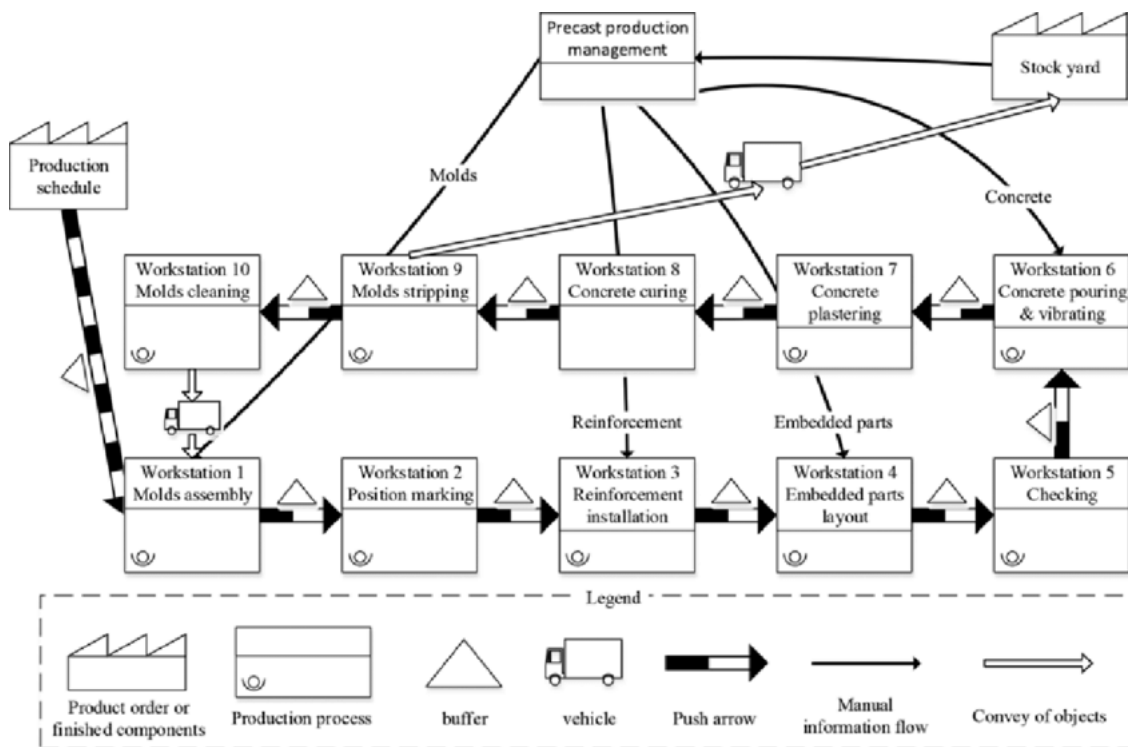 Precast production
management
Stock yard
Production
schedule
Molds
Concrete
Workstation 10
Molds cleaning
Workstation 9
Molds stripping
Workstation 8
Concrete curing
Workstation 7
Concrete
plastering
Workstation 6
Concrete pouring
& vibrating
Reinforcement
Embedded parts
Workstation 1
Molds assembly
Workstation 2
Position marking
Workstation 3
Reinforcement
installation
Workstation 4
Embedded parts
layout
Workstation 5
Checking
Legend
Product order or
finished components
Production process
buffer
vehicle
Push arrow
Manual
information flow
Convey of objects